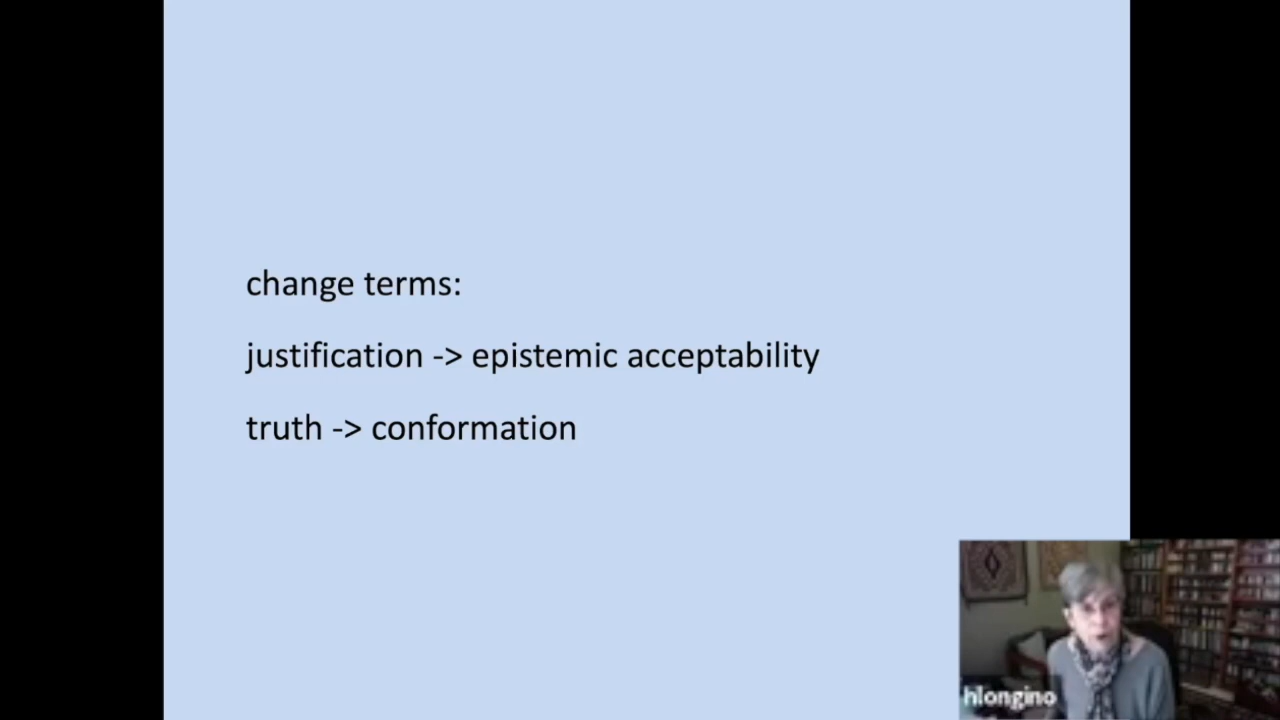 change terms:
justification -> epistemic acceptability
truth -> conformation
hlongino